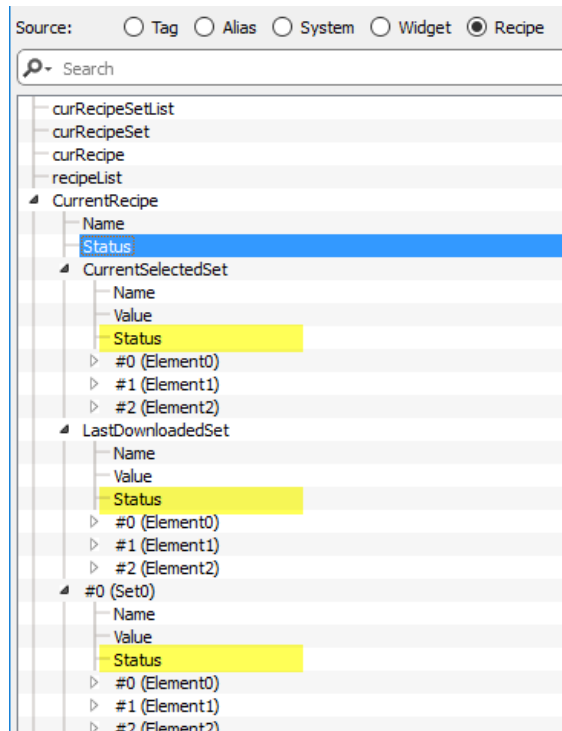 Source: Tag Alias System Widget Recipe
Search
curRecipeSetList
curRecipeSet
curRecipe
recipeList
CurrentRecipe
Name
Status
CurrentSelectedSet
Name
Value
Status
#0 (Element0)
#1 (Element1)
#2 (Element2)
LastDownloadedSet
Name
Value
Status
#0 (Element0)
#1 (Element1)
#2 (Element2)
#0 (Set0)
Name
Value
Status
#0 (Element0)
#1 (Element1)
#2 (Element2)